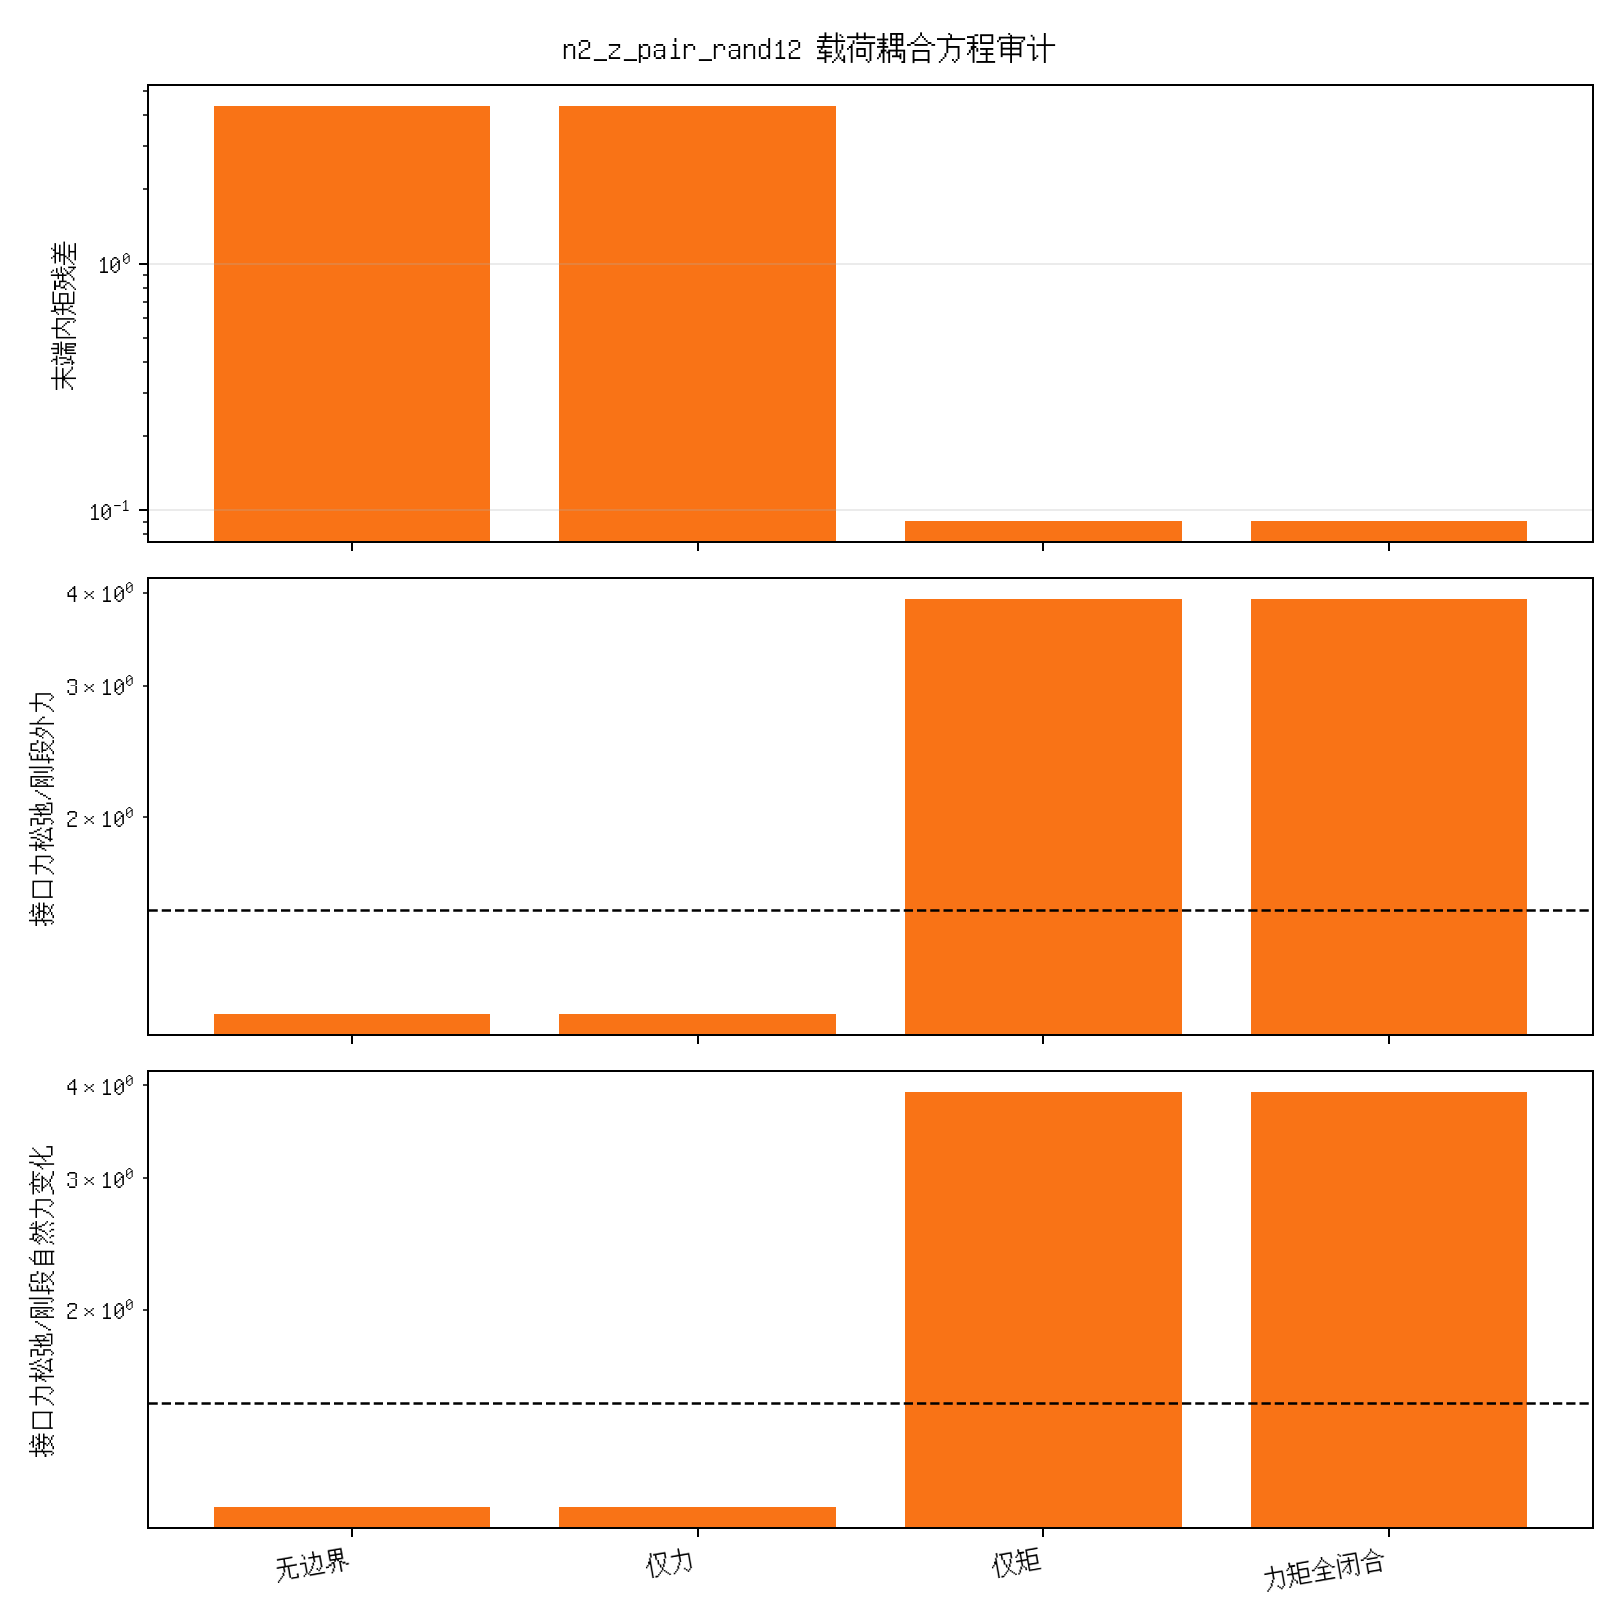 n2_z_pair_rand12 载荷耦合方程审计
末端内矩残差
10⁰
10⁻¹
接口力松弛/刚段外力
4 × 10⁰
3 × 10⁰
2 × 10⁰
接口力松弛/刚段自然力变化
4 × 10⁰
3 × 10⁰
2 × 10⁰
无边界
仅力
仅矩
力矩全闭合